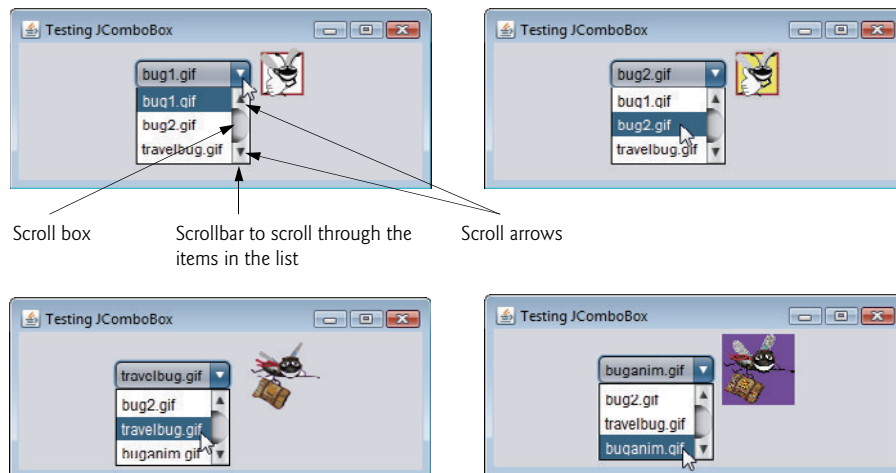 Testing JComboBox
bug1.gif
bug1.gif
bug2.gif
travelbug.gif
Testing JComboBox
bug2.gif
bug1.gif
bug2.gif
travelbug.gif
Scroll box
Scrollbar to scroll through the
items in the list
Scroll arrows
Testing JComboBox
travelbug.gif
bug2.gif
travelbug.gif
buganim.gif
Testing JComboBox
buganim.gif
bug2.gif
travelbug.gif
buganim.gif